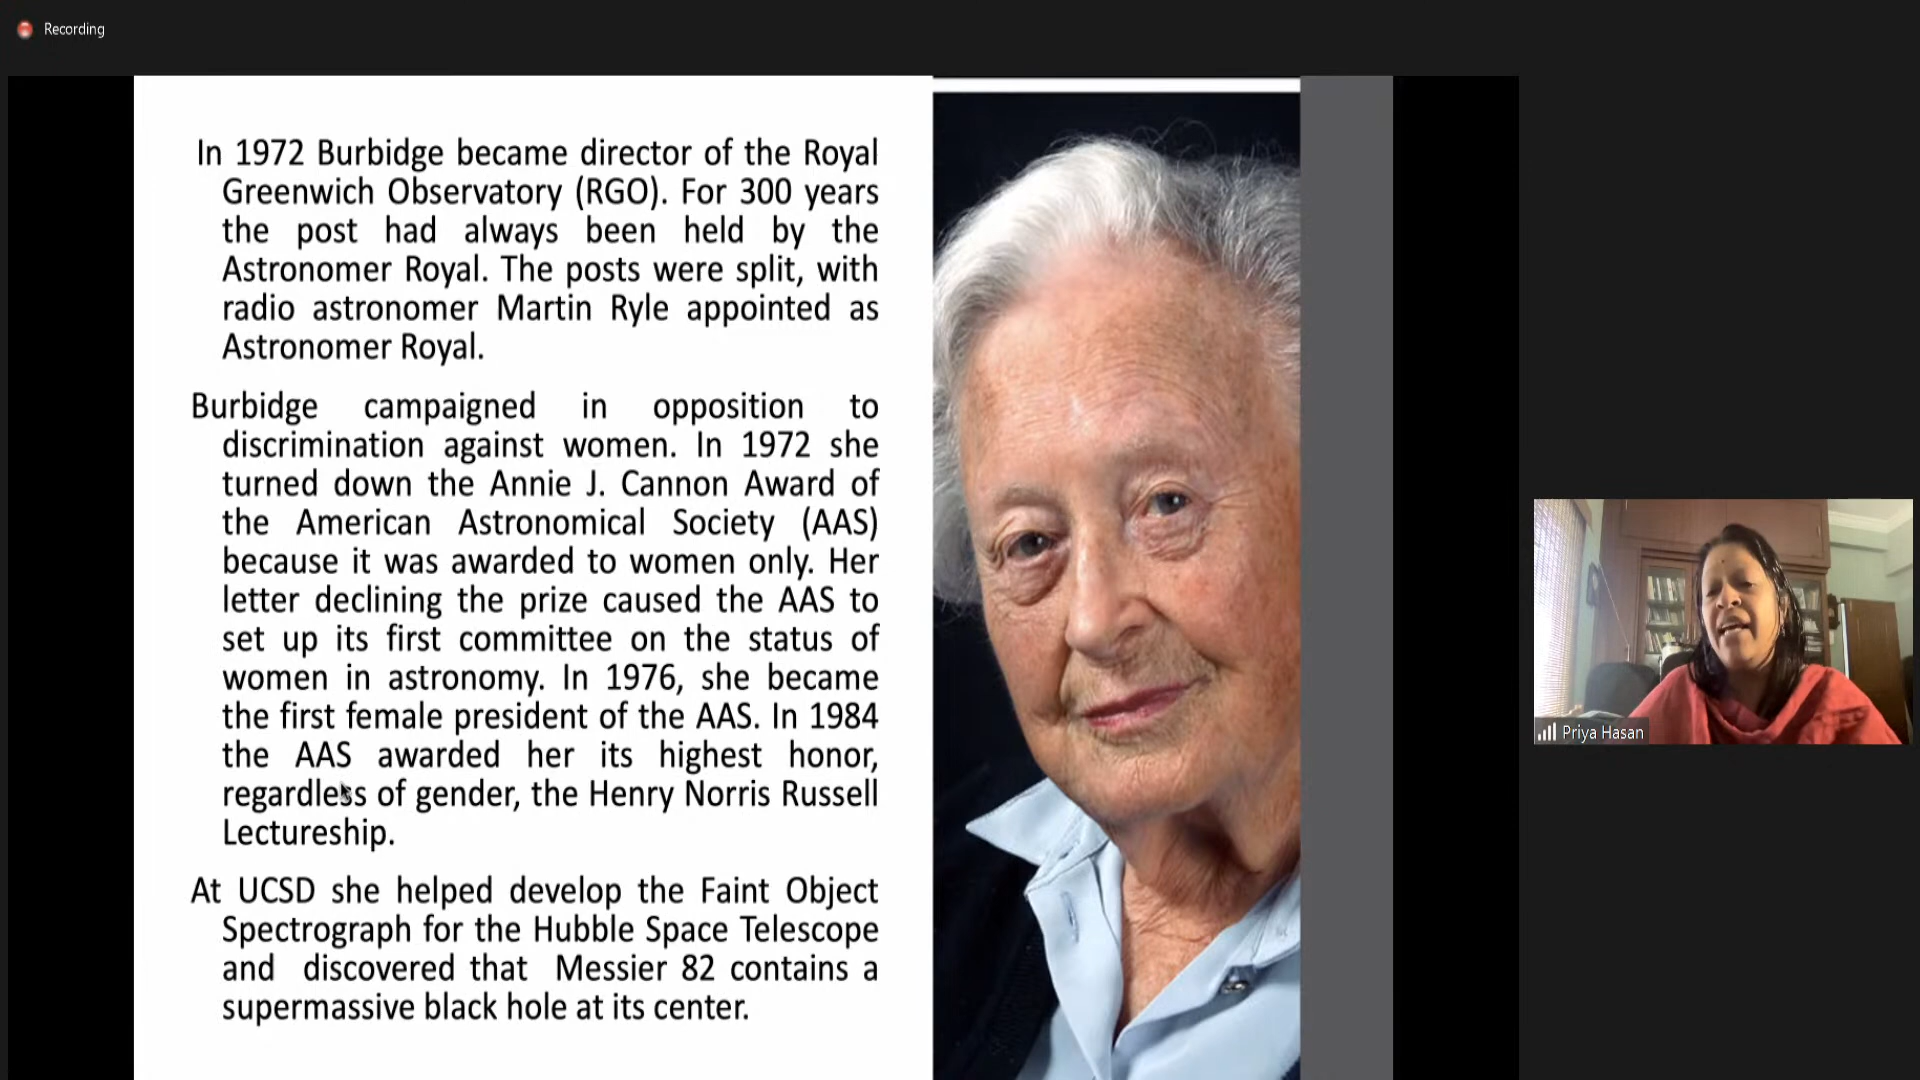 Recording
In 1972 Burbidge became director of the Royal
Greenwich Observatory (RGO). For 300 years
the post had always been held by the
Astronomer Royal. The posts were split, with
radio astronomer Martin Ryle appointed as
Astronomer Royal.
Burbidge campaigned in opposition to
discrimination against women. In 1972 she
turned down the Annie J. Cannon Award of
the American Astronomical Society (AAS)
because it was awarded to women only. Her
letter declining the prize caused the AAS to
set up its first committee on the status of
women in astronomy. In 1976, she became
the first female president of the AAS. In 1984
the AAS awarded her its highest honor,
regardless of gender, the Henry Norris Russell
Lectureship.
At UCSD she helped develop the Faint Object
Spectrograph for the Hubble Space Telescope
and discovered that Messier 82 contains a
supermassive black hole at its center.
Priya Hasan